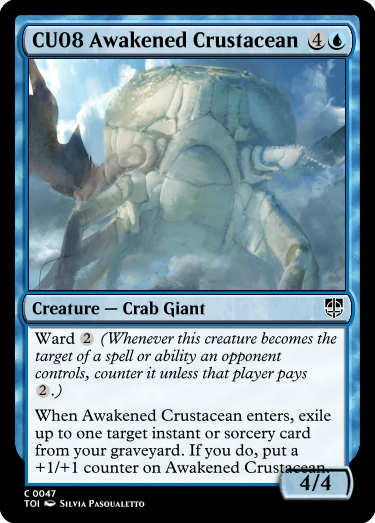 CU08 Awakened Crustacean 4
Creature — Crab Giant
Ward 2 (Whenever this creature becomes the
target of a spell or ability an opponent
controls, counter it unless that player pays
2.)
When Awakened Crustacean enters, exile
up to one target instant or sorcery card
from your graveyard. If you do, put a
+1/+1 counter on Awakened Crustacean.
4/4
C 0047
TOI SILVIA PASQUALETTO